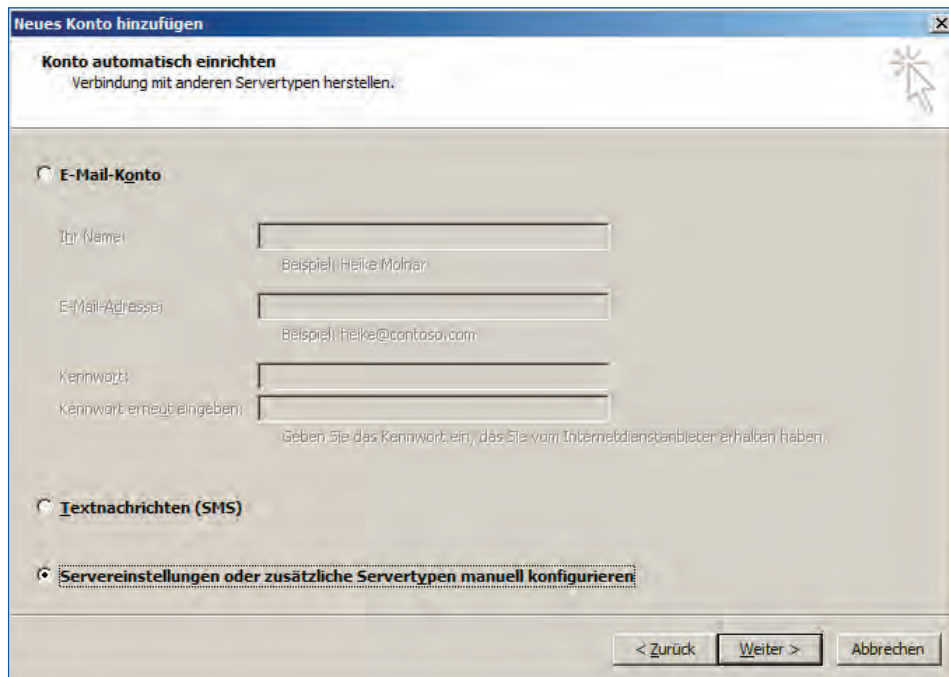 Neues Konto hinzufügen
Konto automatisch einrichten
Verbindung mit anderen Servertypen herstellen.
E-Mail-Konto
Ihr Name:
Beispiel: Heike Molnar
E-Mail-Adresse:
Beispiel: heike@contoso.com
Kennwort:
Kennwort erneut eingeben:
Geben Sie das Kennwort ein, das Sie vom Internetdienstanbieter erhalten haben.
Textnachrichten (SMS)
Servereinstellungen oder zusätzliche Servertypen manuell konfigurieren
< Zurück Weiter > Abbrechen